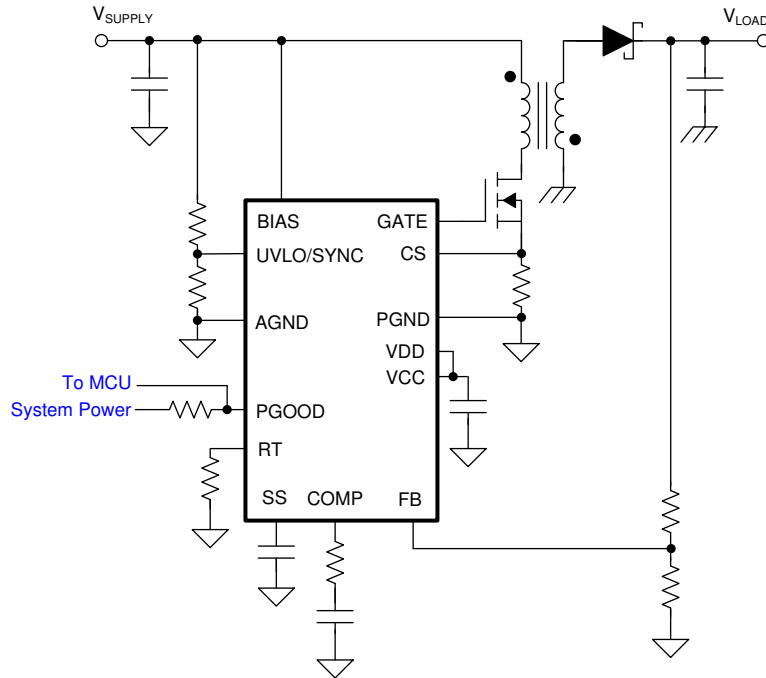 VSUPPLY
VLOAD
BIAS
GATE
UVLO/SYNC
CS
AGND
PGND
VDD
VCC
To MCU
System Power
PGOOD
RT
SS
COMP
FB